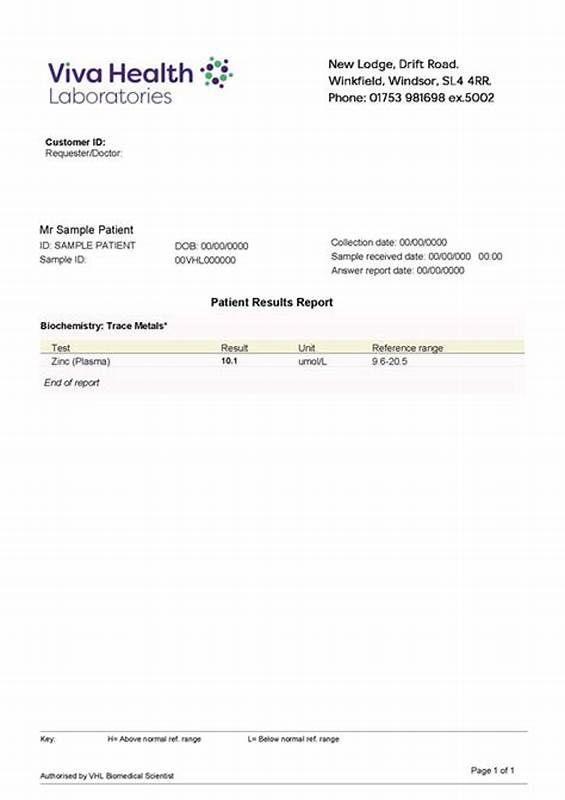 Viva Health
Laboratories
New Lodge, Drift Road.
Winkfield, Windsor, SL4 4RR.
Phone: 01753 981698 ex.5002
Customer ID:
Requester/Doctor:
Mr Sample Patient
ID: SAMPLE PATIENT DOB: 00/00/0000
Sample ID: 00VHL000000
Collection date: 00/00/0000
Sample received date: 00/00/000 00:00
Answer report date: 00/00/0000
Patient Results Report
Biochemistry: Trace Metals*
Test Result Unit Reference range
Zinc (Plasma) 10.1 umol/L 9.6-20.5
End of report
Key: H= Above normal ref. range L= Below normal ref. range
Page 1 of 1
Authorised by VHL Biomedical Scientist